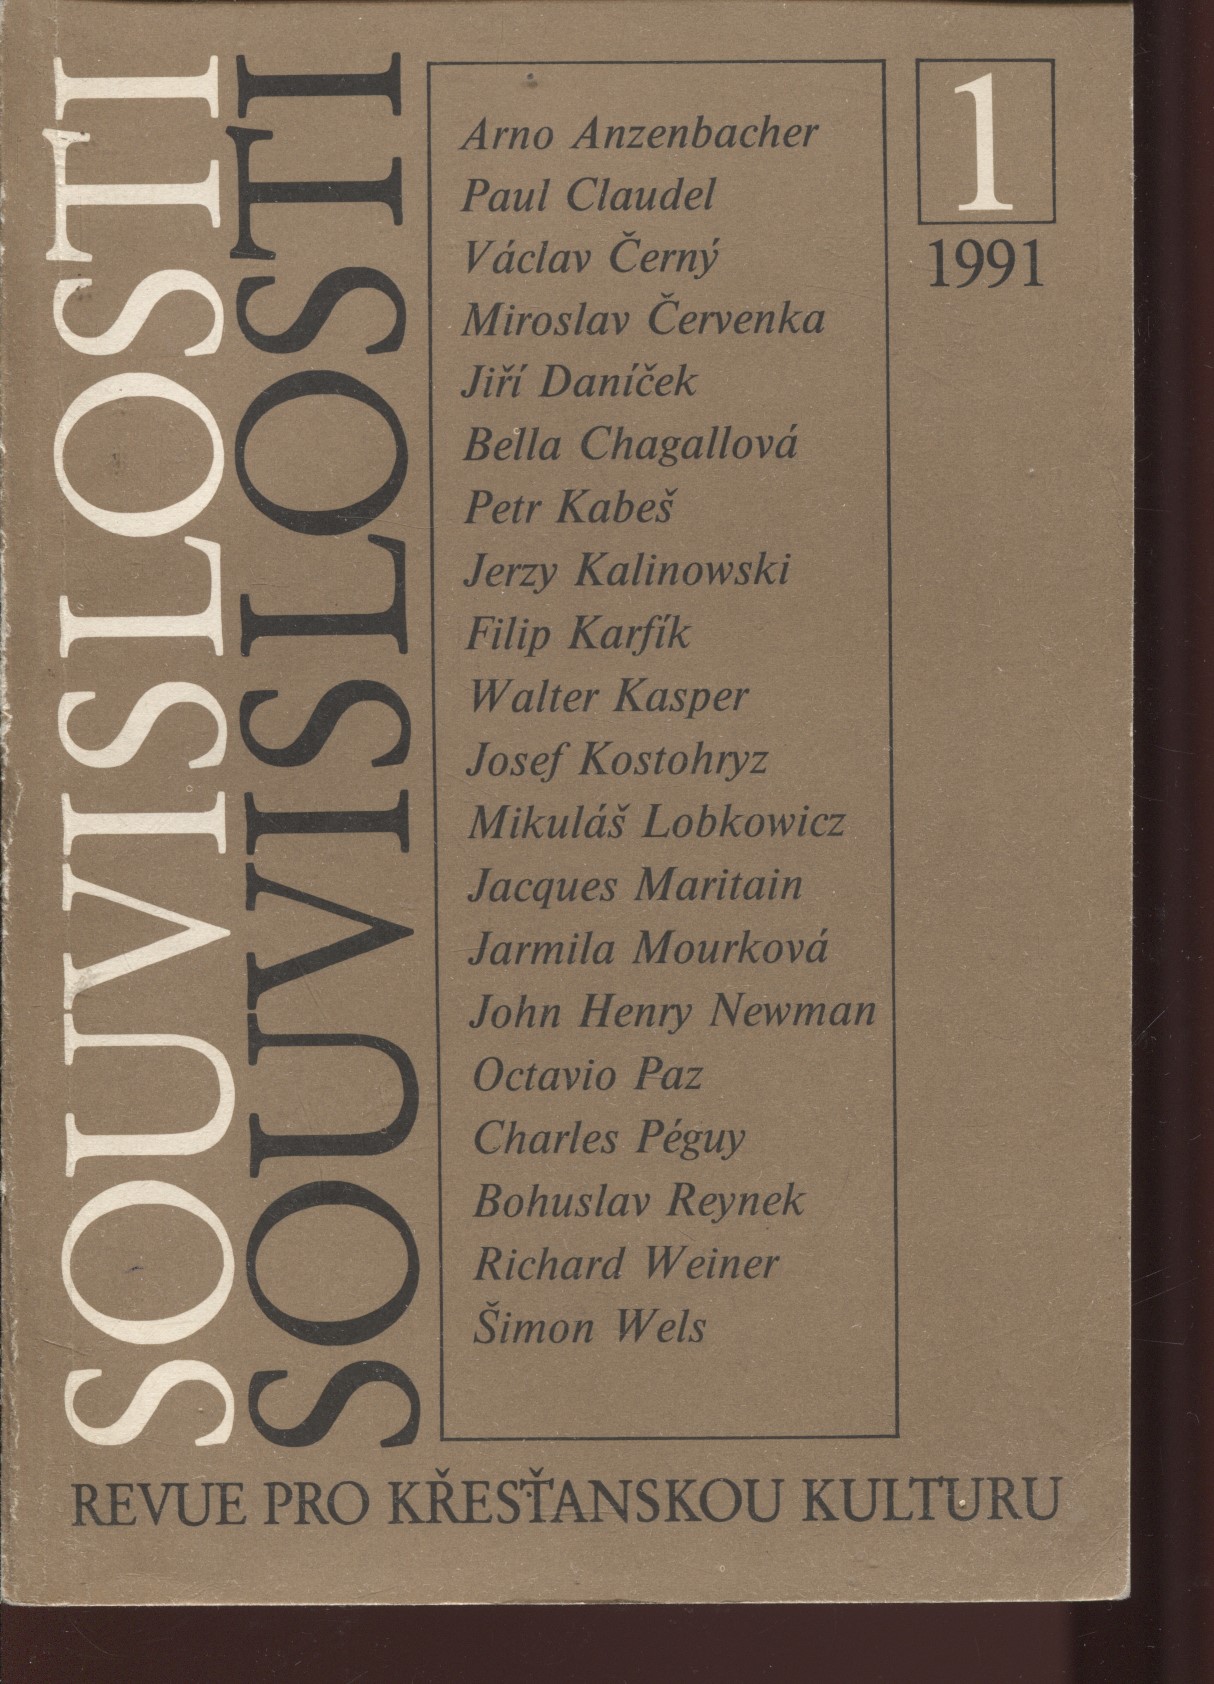 SOUVISLOSTI
SOUVISLOSTI
Arno Anzenbacher
Paul Claudel
Václav Černý
Miroslav Červenka
Jiří Daníček
Bella Chagallová
Petr Kabeš
Jerzy Kalinowski
Filip Karfík
Walter Kasper
Josef Kostohryz
Mikuláš Lobkowicz
Jacques Maritain
Jarmila Mourková
John Henry Newman
Octavio Paz
Charles Péguy
Bohuslav Reynek
Richard Weiner
Šimon Wels
1
1991
REVUE PRO KŘESŤANSKOU KULTURU